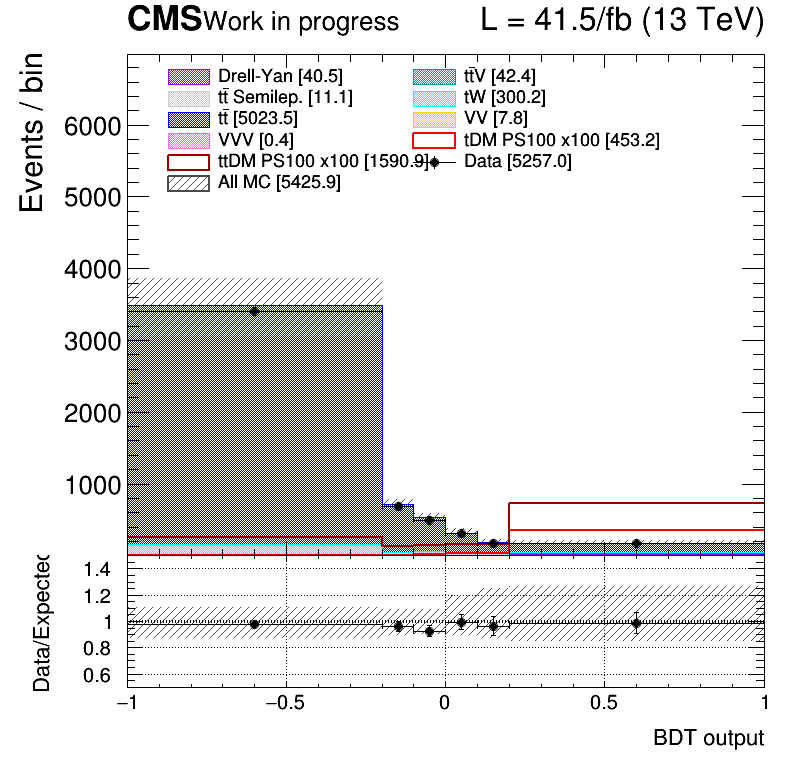 CMS Work in progress L = 41.5/fb (13 TeV)
Events / bin
Drell-Yan [40.5] tt̄V [42.4]
tt̄ Semilep. [11.1] tW [300.2]
tt̄ [5023.5] VV [7.8]
VVV [0.4] tDM PS100 x100 [453.2]
ttDM PS100 x100 [1590.9] Data [5257.0]
All MC [5425.9]
6000
5000
4000
3000
2000
1000
Data/Expected
1.4
1.2
1
0.8
0.6
−1 −0.5 0 0.5 1
BDT output